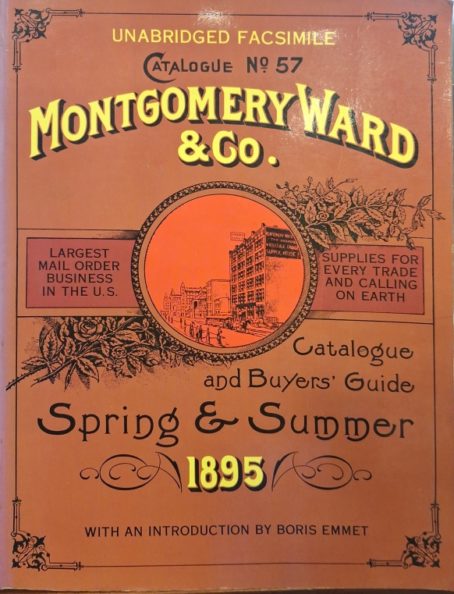 UNABRIDGED FACSIMILE
CATALOGUE No 57
MONTGOMERY WARD
& CO.
LARGEST
MAIL ORDER
BUSINESS
IN THE U.S.
SUPPLIES FOR
EVERY TRADE
AND CALLING
ON EARTH
Catalogue
and Buyers' Guide
Spring & Summer
1895
WITH AN INTRODUCTION BY BORIS EMMET